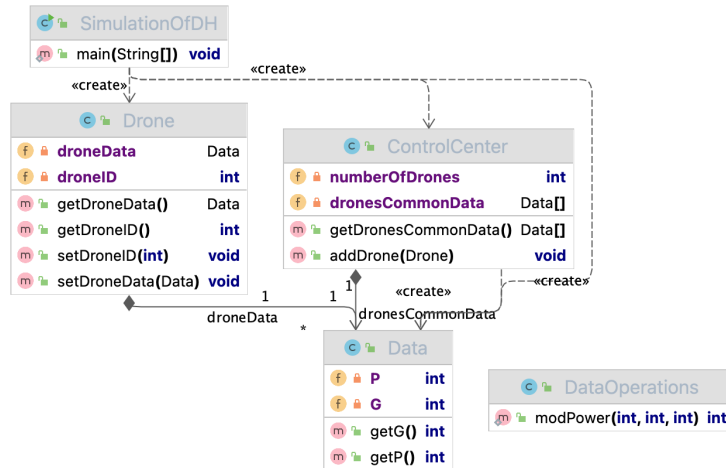 SimulationOfDH
main(String[]) void
«create»
«create»
Drone
droneData Data
droneID int
getDroneData() Data
getDroneID() int
setDroneID(int) void
setDroneData(Data) void
ControlCenter
numberOfDrones int
dronesCommonData Data[]
getDronesCommonData() Data[]
addDrone(Drone) void
«create»
«create»
1
1
1
droneData
dronesCommonData
*
Data
P int
G int
getG() int
getP() int
DataOperations
modPower(int, int, int) int